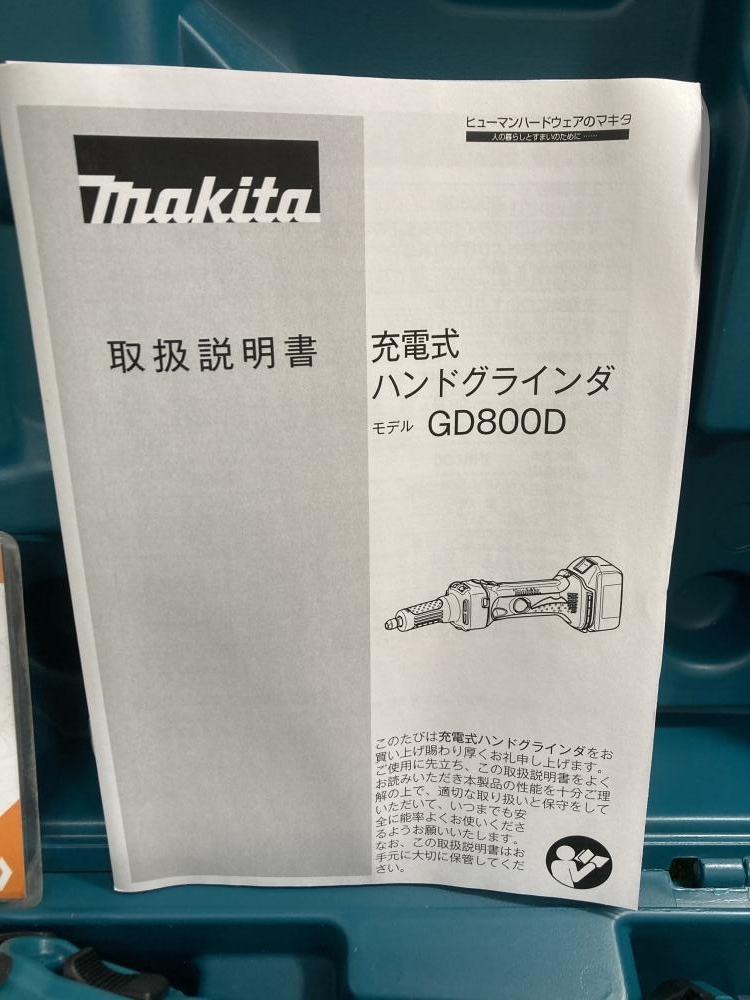 ヒューマンハードウェアのマキタ
人の暮らしとすまいのために……
makita
取扱説明書
充電式
ハンドグラインダ
モデル GD800D
makita
このたびは充電式ハンドグラインダをお
買い上げ賜わり厚くお礼申し上げます。
ご使用に先立ち、この取扱説明書をよく
お読みいただき本製品の性能を十分ご理
解の上で、適切な取り扱いと保守をして
いただいて、いつまでも安
全に能率よくお使いくださ
るようお願いいたします。
なお、この取扱説明書はお
手元に大切に保管してくだ
さい。